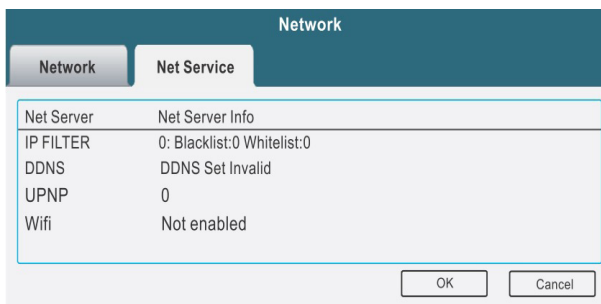 Network
Network Net Service
Net Server Net Server Info
IP FILTER 0: Blacklist:0 Whitelist:0
DDNS DDNS Set Invalid
UPNP 0
Wifi Not enabled
OK Cancel